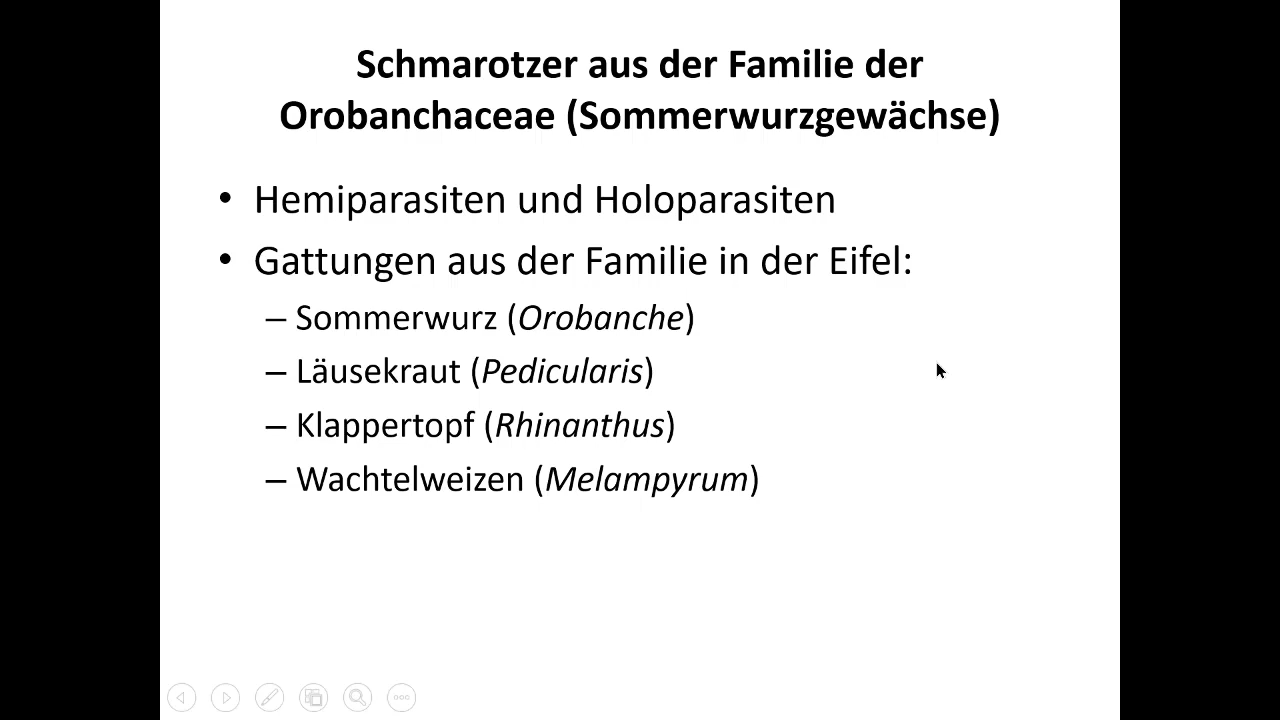 Schmarotzer aus der Familie der
Orobanchaceae (Sommerwurzgewächse)
• Hemiparasiten und Holoparasiten
• Gattungen aus der Familie in der Eifel:
– Sommerwurz (Orobanche)
– Läusekraut (Pedicularis)
– Klappertopf (Rhinanthus)
– Wachtelweizen (Melampyrum)